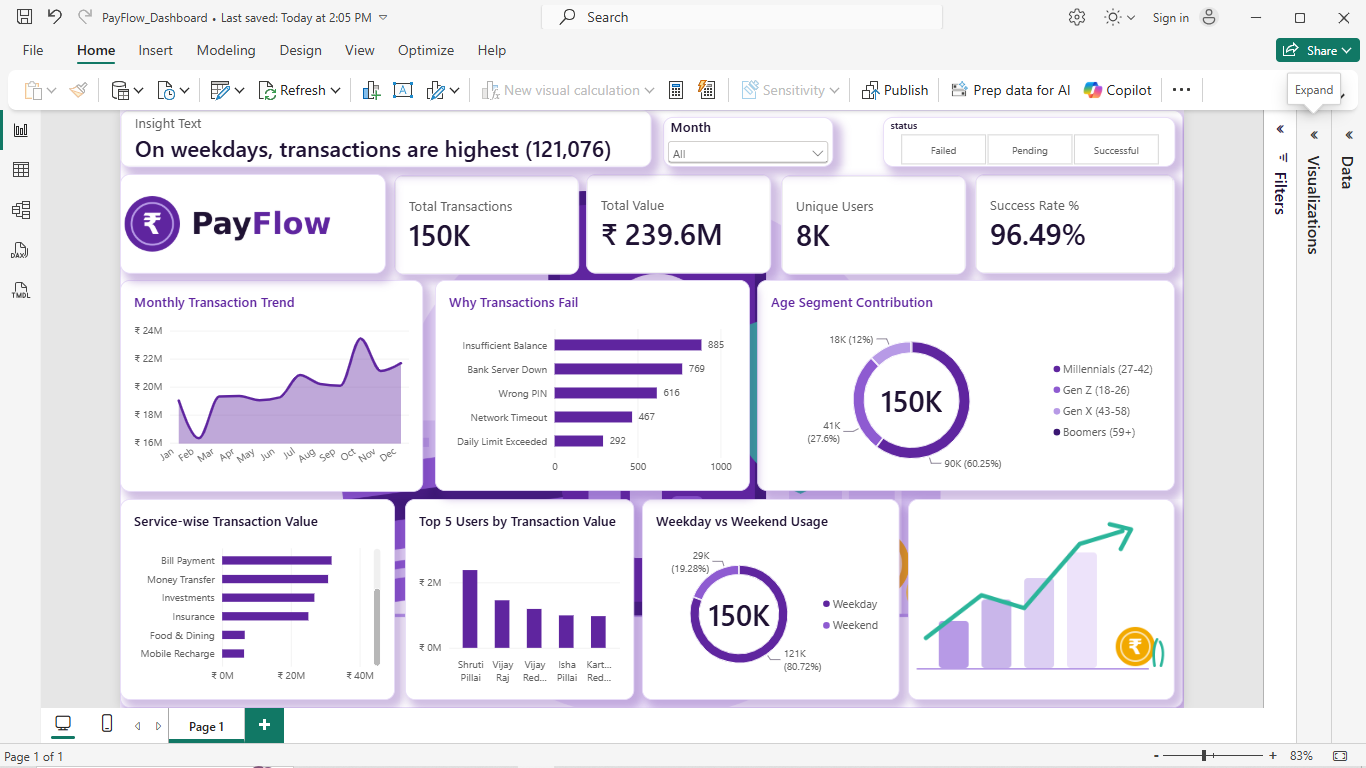 PayFlow_Dashboard • Last saved: Today at 2:05 PM
Search
Sign in
File
Home
Insert
Modeling
Design
View
Optimize
Help
Share
Refresh
New visual calculation
Sensitivity
Publish
Prep data for AI
Copilot
Expand
Insight Text
On weekdays, transactions are highest (121,076)
Month
All
status
Failed
Pending
Successful
₹ PayFlow
Total Transactions
150K
Total Value
₹ 239.6M
Unique Users
8K
Success Rate %
96.49%
Filters
Visualizations
Data
DAX
TMDL
Monthly Transaction Trend
₹ 24M
₹ 22M
₹ 20M
₹ 18M
₹ 16M
Jan Feb Mar Apr May Jun Jul Aug Sep Oct Nov Dec
Why Transactions Fail
Insufficient Balance 885
Bank Server Down 769
Wrong PIN 616
Network Timeout 467
Daily Limit Exceeded 292
0 500 1000
Age Segment Contribution
18K (12%)
150K
41K
(27.6%)
90K (60.25%)
Millennials (27-42)
Gen Z (18-26)
Gen X (43-58)
Boomers (59+)
Service-wise Transaction Value
Bill Payment
Money Transfer
Investments
Insurance
Food & Dining
Mobile Recharge
₹ 0M ₹ 20M ₹ 40M
Top 5 Users by Transaction Value
₹ 2M
₹ 0M
Shruti Vijay Vijay Isha Kart...
Pillai Raj Red... Pillai Red...
Weekday vs Weekend Usage
29K
(19.28%)
150K
121K
(80.72%)
Weekday
Weekend
₹
Page 1
Page 1 of 1
83%